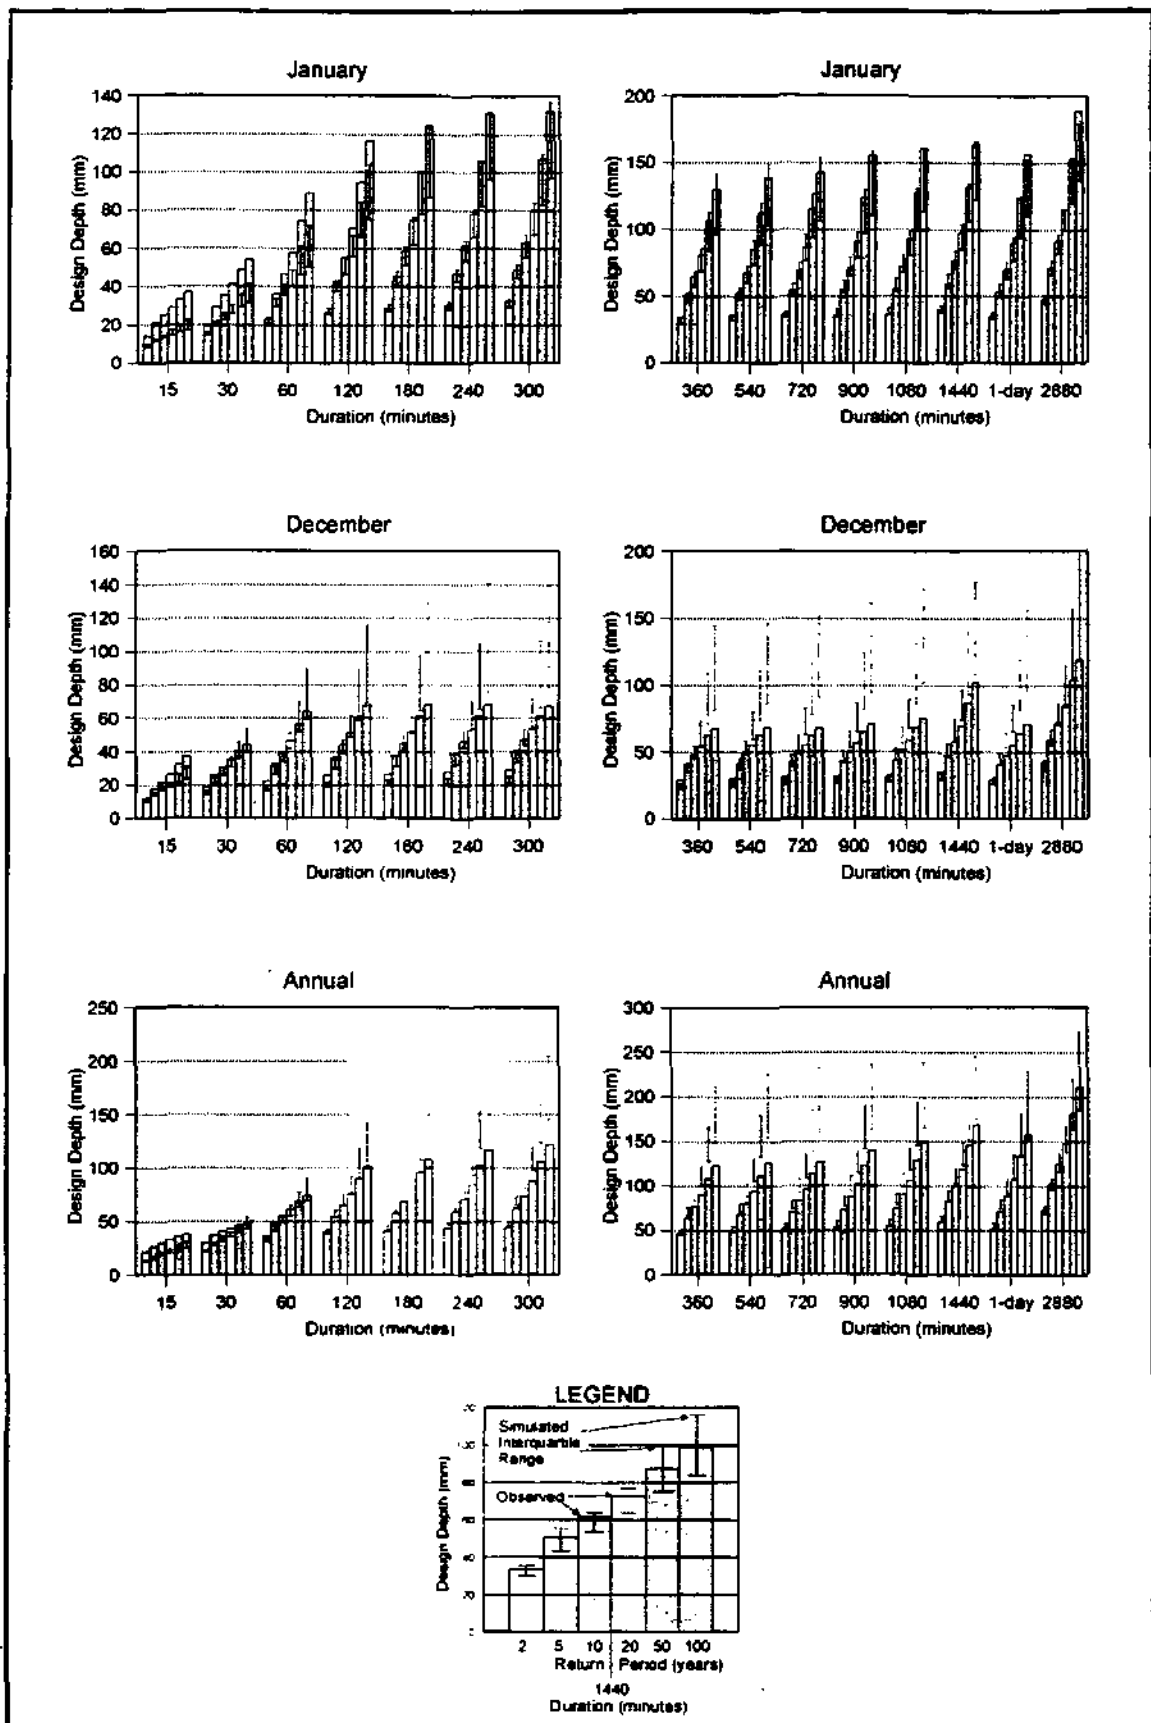 January
140
120
100
80
60
40
20
0
Design Depth (mm)
15 30 60 120 180 240 300
Duration (minutes)
January
200
150
100
50
0
Design Depth (mm)
360 540 720 900 1080 1440 1-day 2880
Duration (minutes)
December
160
140
120
100
80
60
40
20
0
Design Depth (mm)
15 30 60 120 180 240 300
Duration (minutes)
December
200
150
100
50
0
Design Depth (mm)
360 540 720 900 1080 1440 1-day 2880
Duration (minutes)
Annual
250
200
150
100
50
0
Design Depth (mm)
15 30 60 120 180 240 300
Duration (minutes)
Annual
300
250
200
150
100
50
0
Design Depth (mm)
360 540 720 900 1080 1440 1-day 2880
Duration (minutes)
LEGEND
Simulated
Interquartile
Range
Observed
Design Depth (mm)
20
2 5 10 20 50 100
Return Period (years)
1440
Duration (minutes)